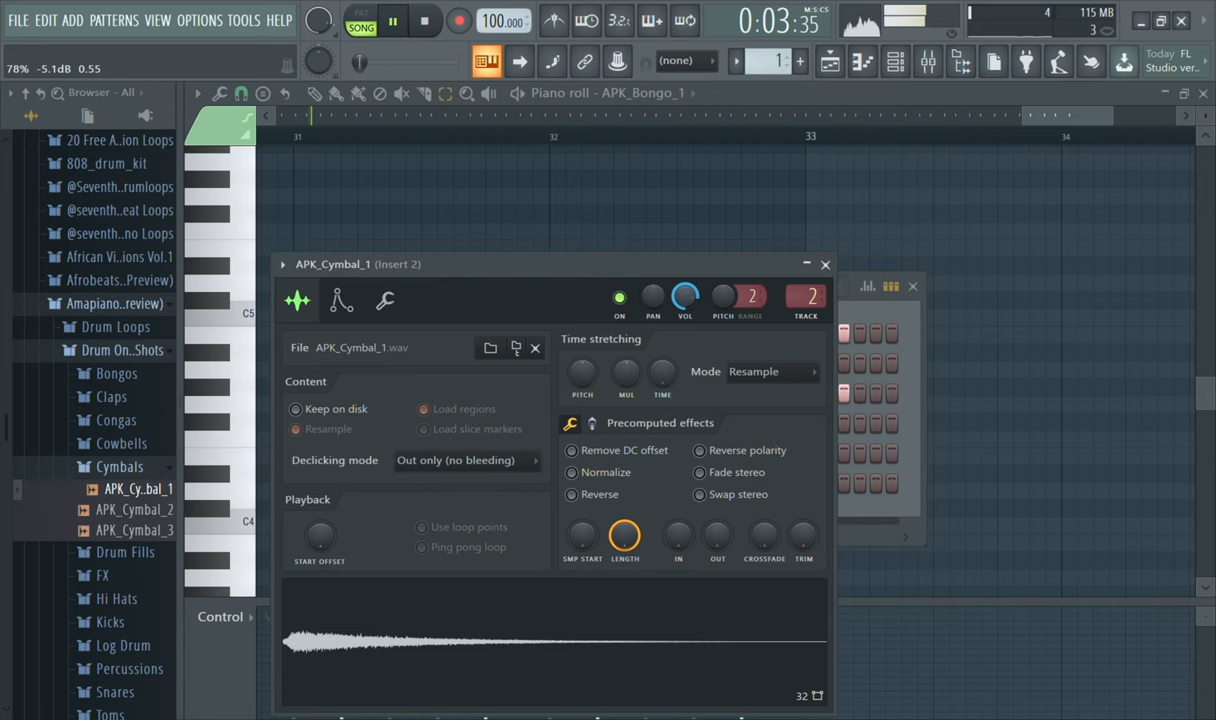 FILE EDIT ADD PATTERNS VIEW OPTIONS TOOLS HELP
PAT
SONG
100.000
3.2.
0:03:35
M:S:CS
4
115 MB
3
78% -5.1dB 0.55
(none)
1
Today FL
Studio ver..
Browser - All
Piano roll - APK_Bongo_1
20 Free A..ion Loops
808_drum_kit
@Seventh..rumloops
@seventh..eat Loops
@seventh..no Loops
African Vi..ions Vol.1
Afrobeats..Preview)
Amapiano..review)
Drum Loops
Drum On..Shots
Bongos
Claps
Congas
Cowbells
Cymbals
APK_Cy..bal_1
APK_Cymbal_2
APK_Cymbal_3
Drum Fills
FX
Hi Hats
Kicks
Log Drum
Percussions
Snares
Toms
31 32 33 34
C5
C4
Control
APK_Cymbal_1 (Insert 2)
ON PAN VOL PITCH RANGE TRACK
2
2
File APK_Cymbal_1.wav
Content
Keep on disk
Load regions
Resample
Load slice markers
Declicking mode Out only (no bleeding)
Playback
START OFFSET
Use loop points
Ping pong loop
Time stretching
PITCH MUL TIME
Mode Resample
Precomputed effects
Remove DC offset
Reverse polarity
Normalize
Fade stereo
Reverse
Swap stereo
SMP START LENGTH IN OUT CROSSFADE TRIM
32